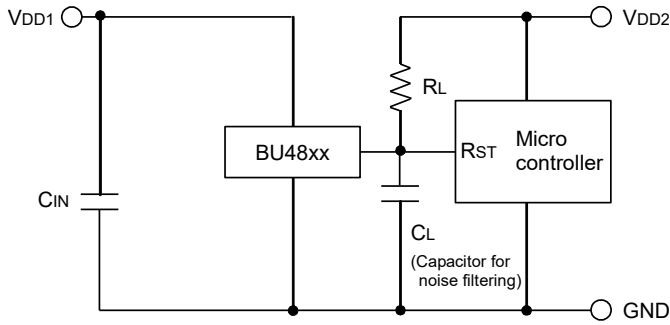 VDD1
VDD2
RL
BU48xx
RST
Micro
controller
CIN
CL
(Capacitor for
noise filtering)
GND